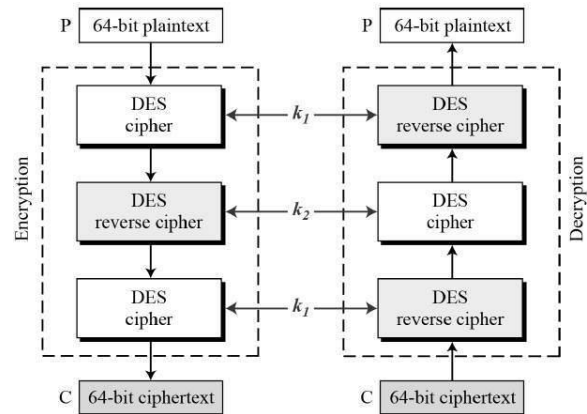 P 64-bit plaintext
Encryption
DES
cipher
DES
reverse cipher
DES
cipher
C 64-bit ciphertext
k1
k2
k1
P 64-bit plaintext
DES
reverse cipher
DES
cipher
DES
reverse cipher
Decryption
C 64-bit ciphertext